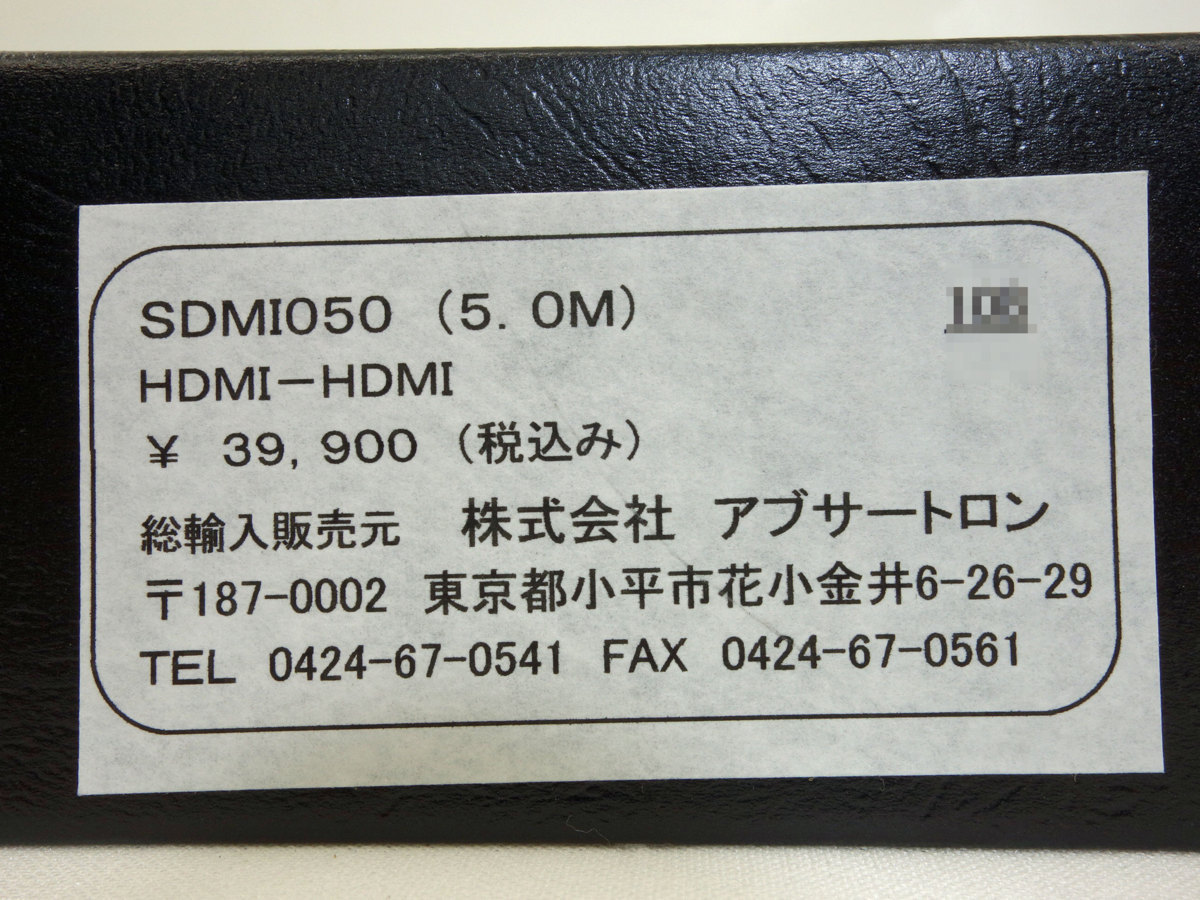 SDMI050 (5. 0M)
HDMI-HDMI
¥ 39, 900 (税込み)
総輸入販売元 株式会社 アブサートロン
〒187-0002 東京都小平市花小金井6-26-29
TEL 0424-67-0541 FAX 0424-67-0561